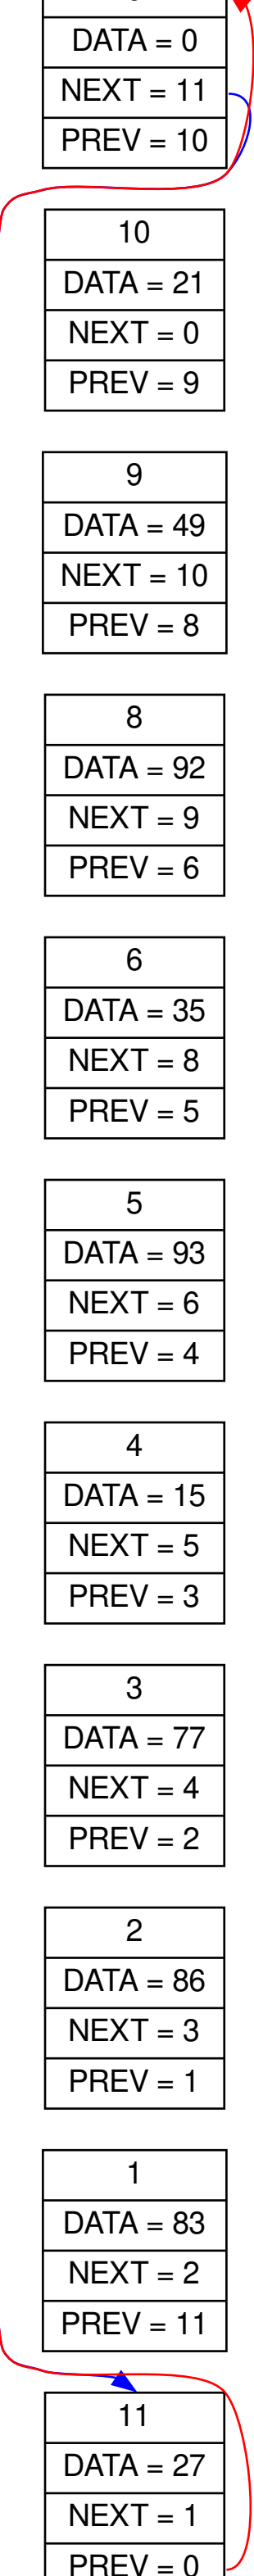 DATA = 0
NEXT = 11
PREV = 10
10
DATA = 21
NEXT = 0
PREV = 9
9
DATA = 49
NEXT = 10
PREV = 8
8
DATA = 92
NEXT = 9
PREV = 6
6
DATA = 35
NEXT = 8
PREV = 5
5
DATA = 93
NEXT = 6
PREV = 4
4
DATA = 15
NEXT = 5
PREV = 3
3
DATA = 77
NEXT = 4
PREV = 2
2
DATA = 86
NEXT = 3
PREV = 1
1
DATA = 83
NEXT = 2
PREV = 11
11
DATA = 27
NEXT = 1
PREV = 0